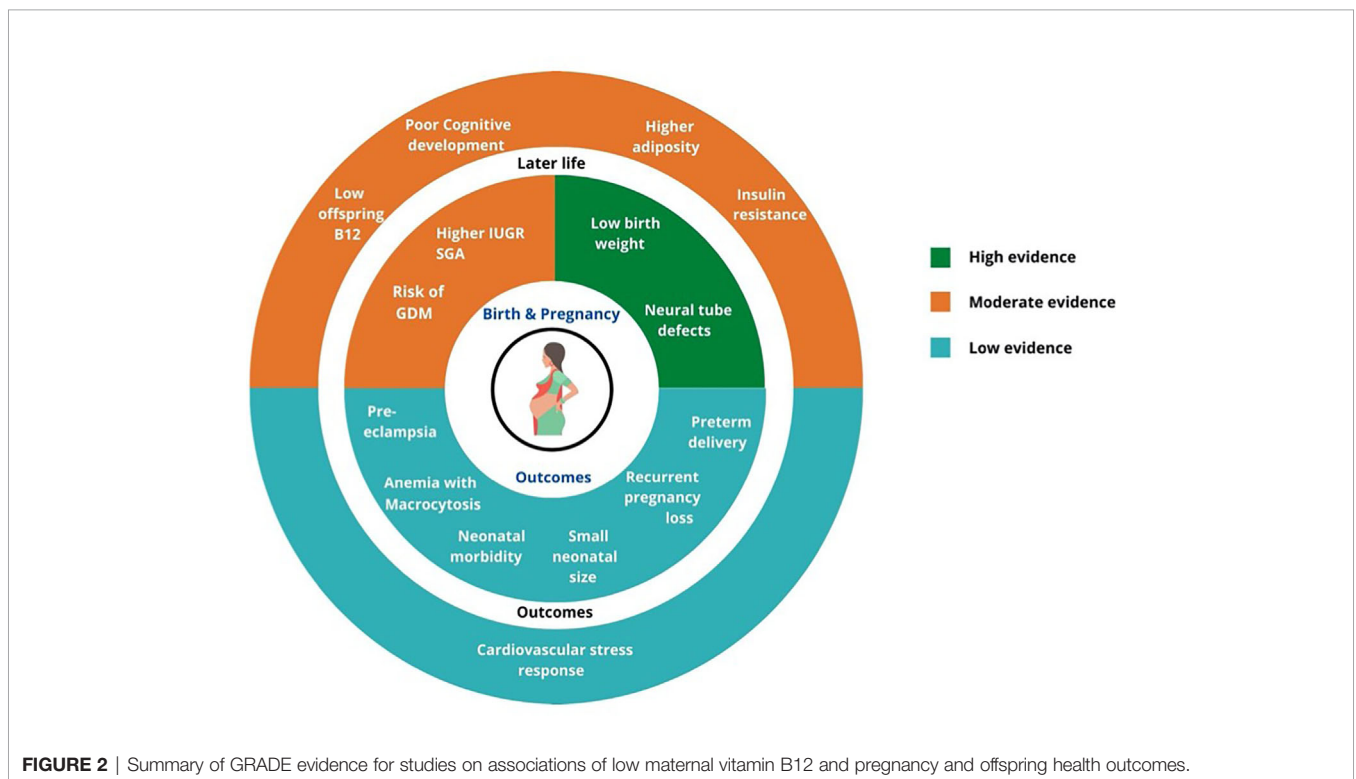 Poor Cognitive
development
Higher
adiposity
Low
offspring
B12
Insulin
resistance
Later life
Higher IUGR
SGA
Risk of
GDM
Low birth
weight
Neural tube
defects
Birth & Pregnancy
Outcomes
Pre-
eclampsia
Anemia with
Macrocytosis
Neonatal
morbidity
Small
neonatal
size
Recurrent
pregnancy
loss
Preterm
delivery
Outcomes
Cardiovascular stress
response
High evidence
Moderate evidence
Low evidence
FIGURE 2 | Summary of GRADE evidence for studies on associations of low maternal vitamin B12 and pregnancy and offspring health outcomes.